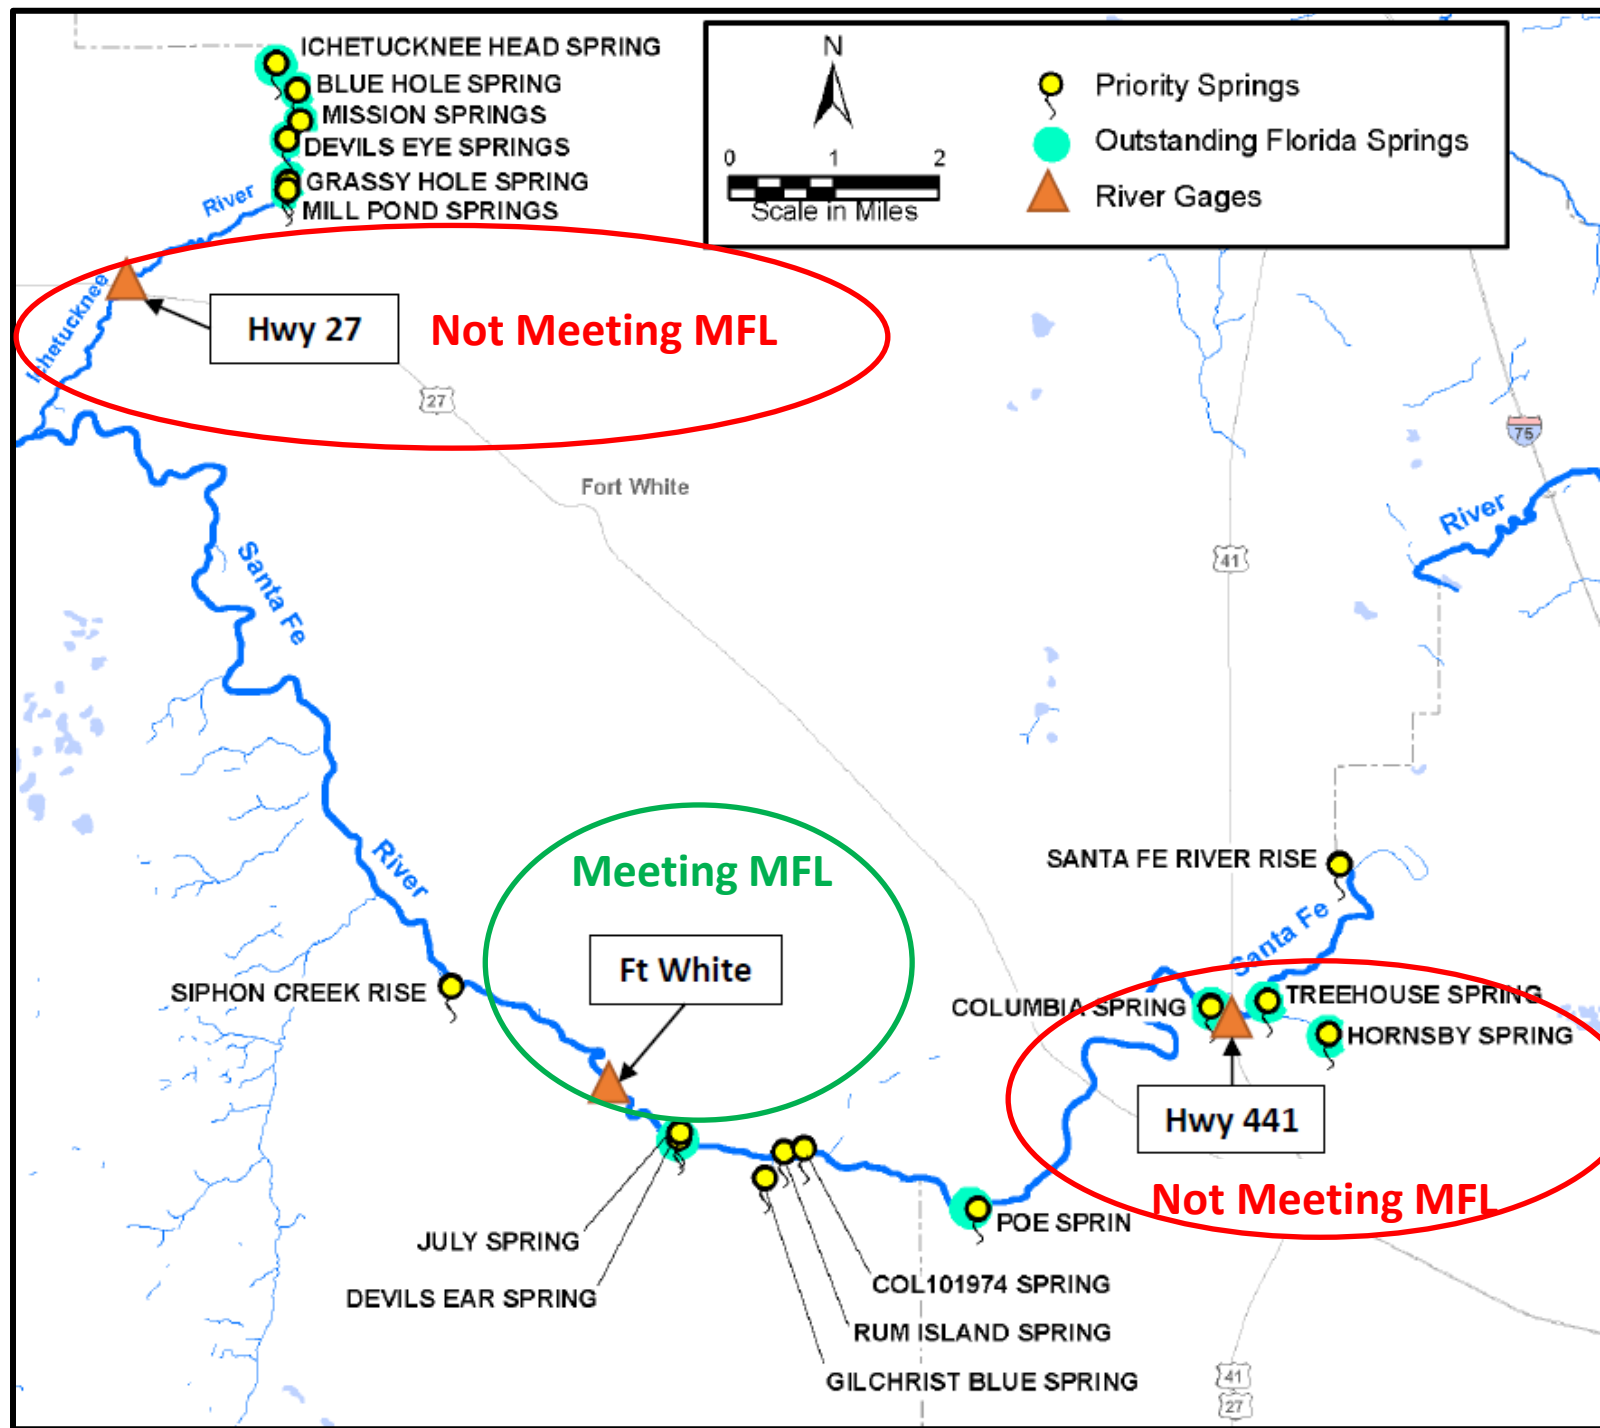 ICHETUCKNEE HEAD SPRING
BLUE HOLE SPRING
MISSION SPRINGS
DEVILS EYE SPRINGS
GRASSY HOLE SPRING
MILL POND SPRINGS
N
0 1 2
Scale in Miles
Priority Springs
Outstanding Florida Springs
River Gages
River
Ichetucknee
Hwy 27
Not Meeting MFL
27
Fort White
75
River
41
Santa Fe
River
Meeting MFL
Ft White
SIPHON CREEK RISE
SANTA FE RIVER RISE
Santa Fe
COLUMBIA SPRING
TREEHOUSE SPRING
HORNSBY SPRING
Hwy 441
Not Meeting MFL
POE SPRIN
JULY SPRING
DEVILS EAR SPRING
COL101974 SPRING
RUM ISLAND SPRING
GILCHRIST BLUE SPRING
41
27